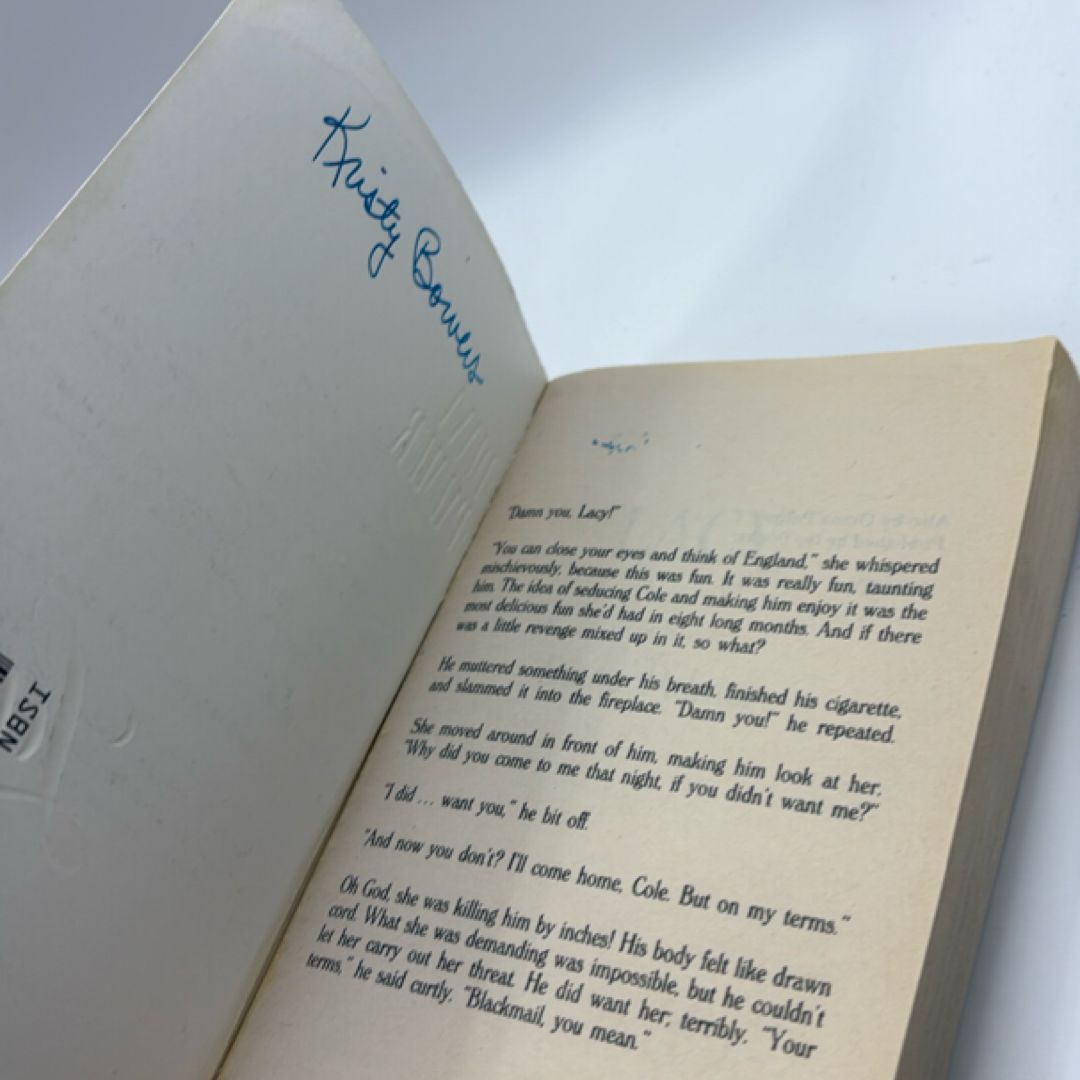 Kristy Bowers
ISBN
"Damn you, Lacy!"
"You can close your eyes and think of England," she whispered
mischievously, because this was fun. It was really fun, taunting
him. The idea of seducing Cole and making him enjoy it was the
most delicious fun she'd had in eight long months. And if there
was a little revenge mixed up in it, so what?
He muttered something under his breath, finished his cigarette,
and slammed it into the fireplace. "Damn you!" he repeated.
She moved around in front of him, making him look at her.
"Why did you come to me that night, if you didn't want me?"
"I did ... want you," he bit off.
"And now you don't? I'll come home, Cole. But on my terms."
Oh God, she was killing him by inches! His body felt like drawn
cord. What she was demanding was impossible, but he couldn't
let her carry out her threat. He did want her, terribly. "Your
terms," he said curtly. "Blackmail, you mean."